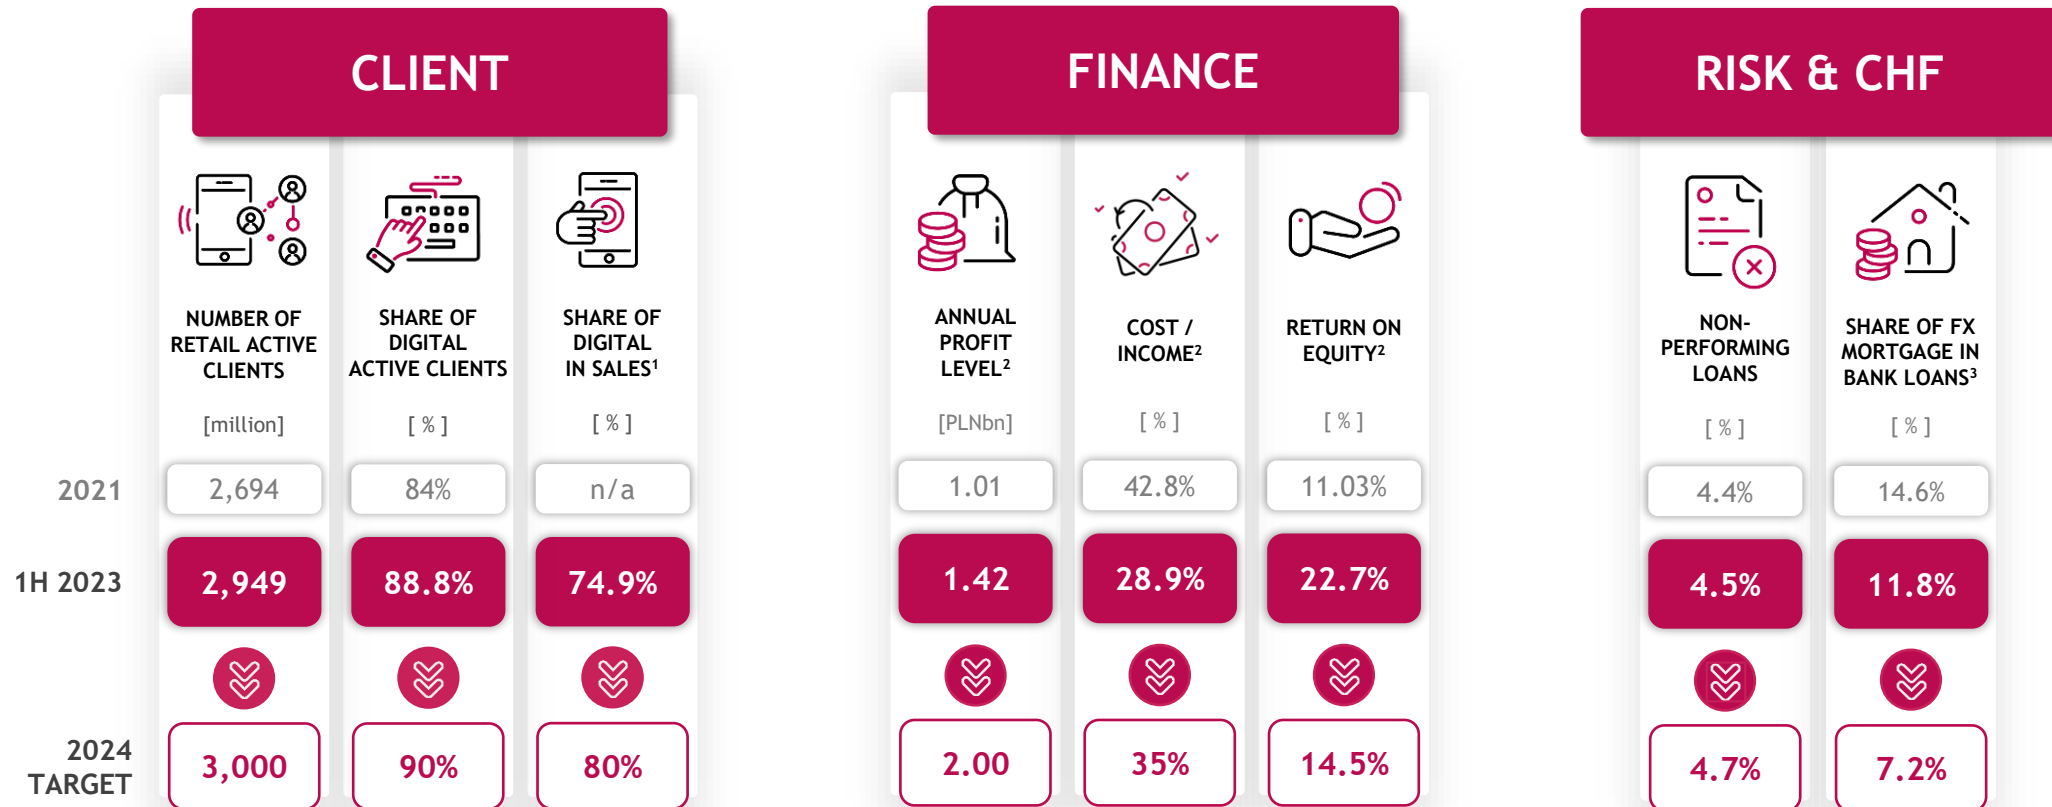 CLIENT
FINANCE
RISK & CHF
NUMBER OF
RETAIL ACTIVE
CLIENTS
[million]
SHARE OF
DIGITAL
ACTIVE CLIENTS
[ % ]
SHARE OF
DIGITAL
IN SALES¹
[ % ]
ANNUAL
PROFIT
LEVEL²
[PLNbn]
COST /
INCOME²
[ % ]
RETURN ON
EQUITY²
[ % ]
NON-
PERFORMING
LOANS
[ % ]
SHARE OF FX
MORTGAGE IN
BANK LOANS³
[ % ]
2021 2,694 84% n/a 1.01 42.8% 11.03% 4.4% 14.6%
1H 2023 2,949 88.8% 74.9% 1.42 28.9% 22.7% 4.5% 11.8%
2024
TARGET 3,000 90% 80% 2.00 35% 14.5% 4.7% 7.2%